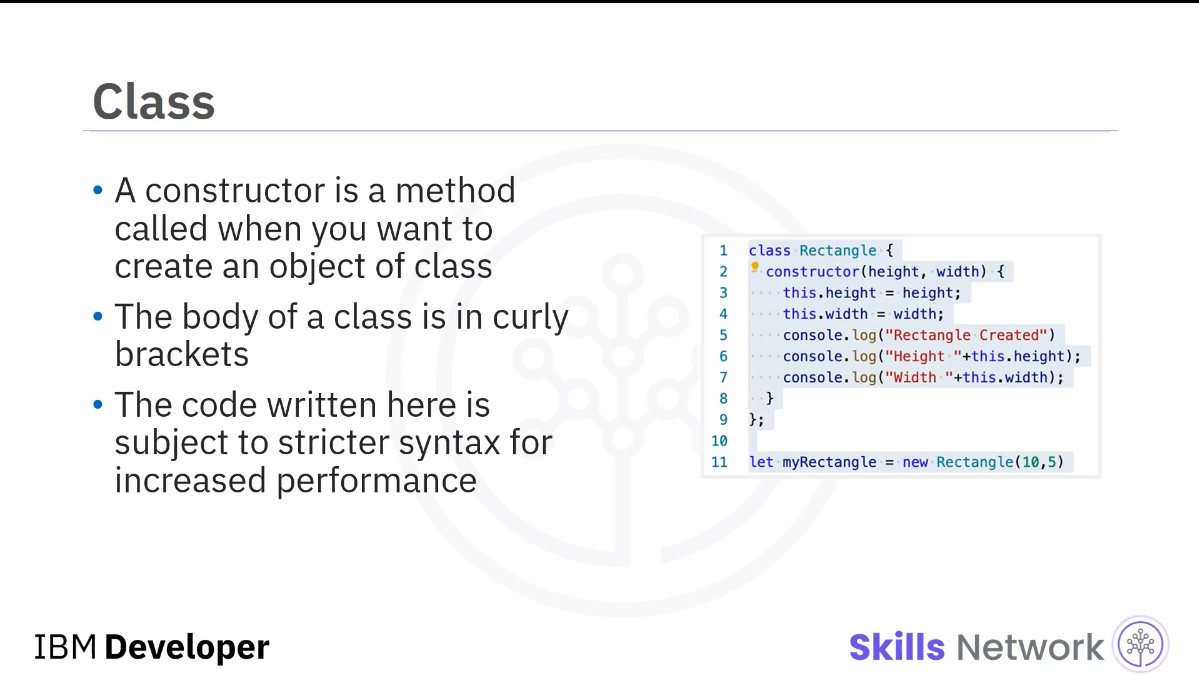 Class
• A constructor is a method
called when you want to
create an object of class
• The body of a class is in curly
brackets
• The code written here is
subject to stricter syntax for
increased performance
1 class Rectangle {
2 constructor(height, width) {
3 this.height = height;
4 this.width = width;
5 console.log("Rectangle Created")
6 console.log("Height "+this.height);
7 console.log("Width "+this.width);
8 }
9 };
10
11 let myRectangle = new Rectangle(10,5)
IBM Developer
Skills Network